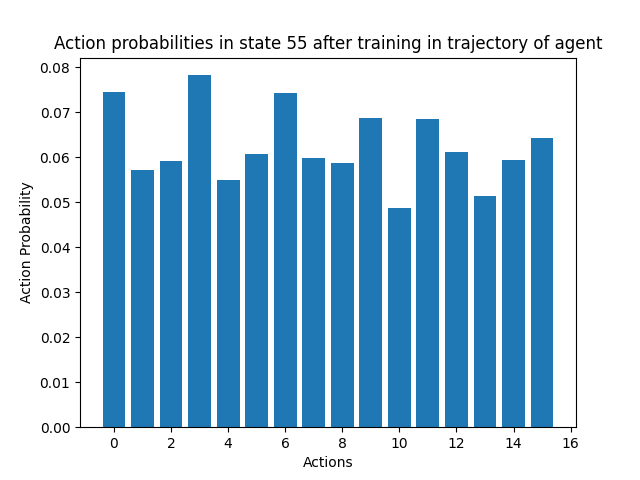 Action probabilities in state 55 after training in trajectory of agent
0.08
0.07
0.06
0.05
0.04
0.03
0.02
0.01
0.00
Action Probability
0 2 4 6 8 10 12 14 16
Actions